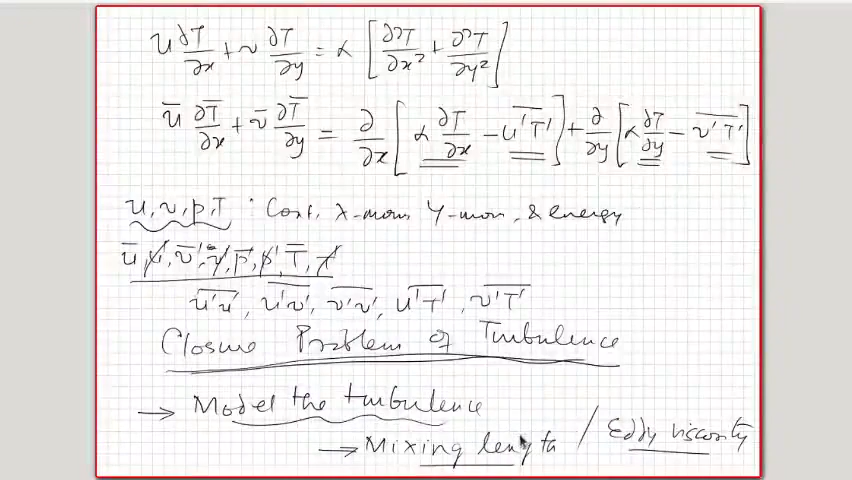 u ∂T/∂x + v ∂T/∂y = α [∂²T/∂x² + ∂²T/∂y²]
ū ∂T̅/∂x + v̄ ∂T̅/∂y = ∂/∂x [α ∂T/∂x - \overline{u'T'}] + ∂/∂y [α ∂T/∂y - \overline{v'T'}]
u, v, p, T : Cont, X-mom, Y-mom, & energy
ū, u', v̄, v', p̄, p', T̅, T'
\overline{u'u'}, \overline{u'v'}, \overline{v'v'}, \overline{u'T'}, \overline{v'T'}
Closure Problem of Turbulence
→ Model the turbulence
→ Mixing length / Eddy viscosity